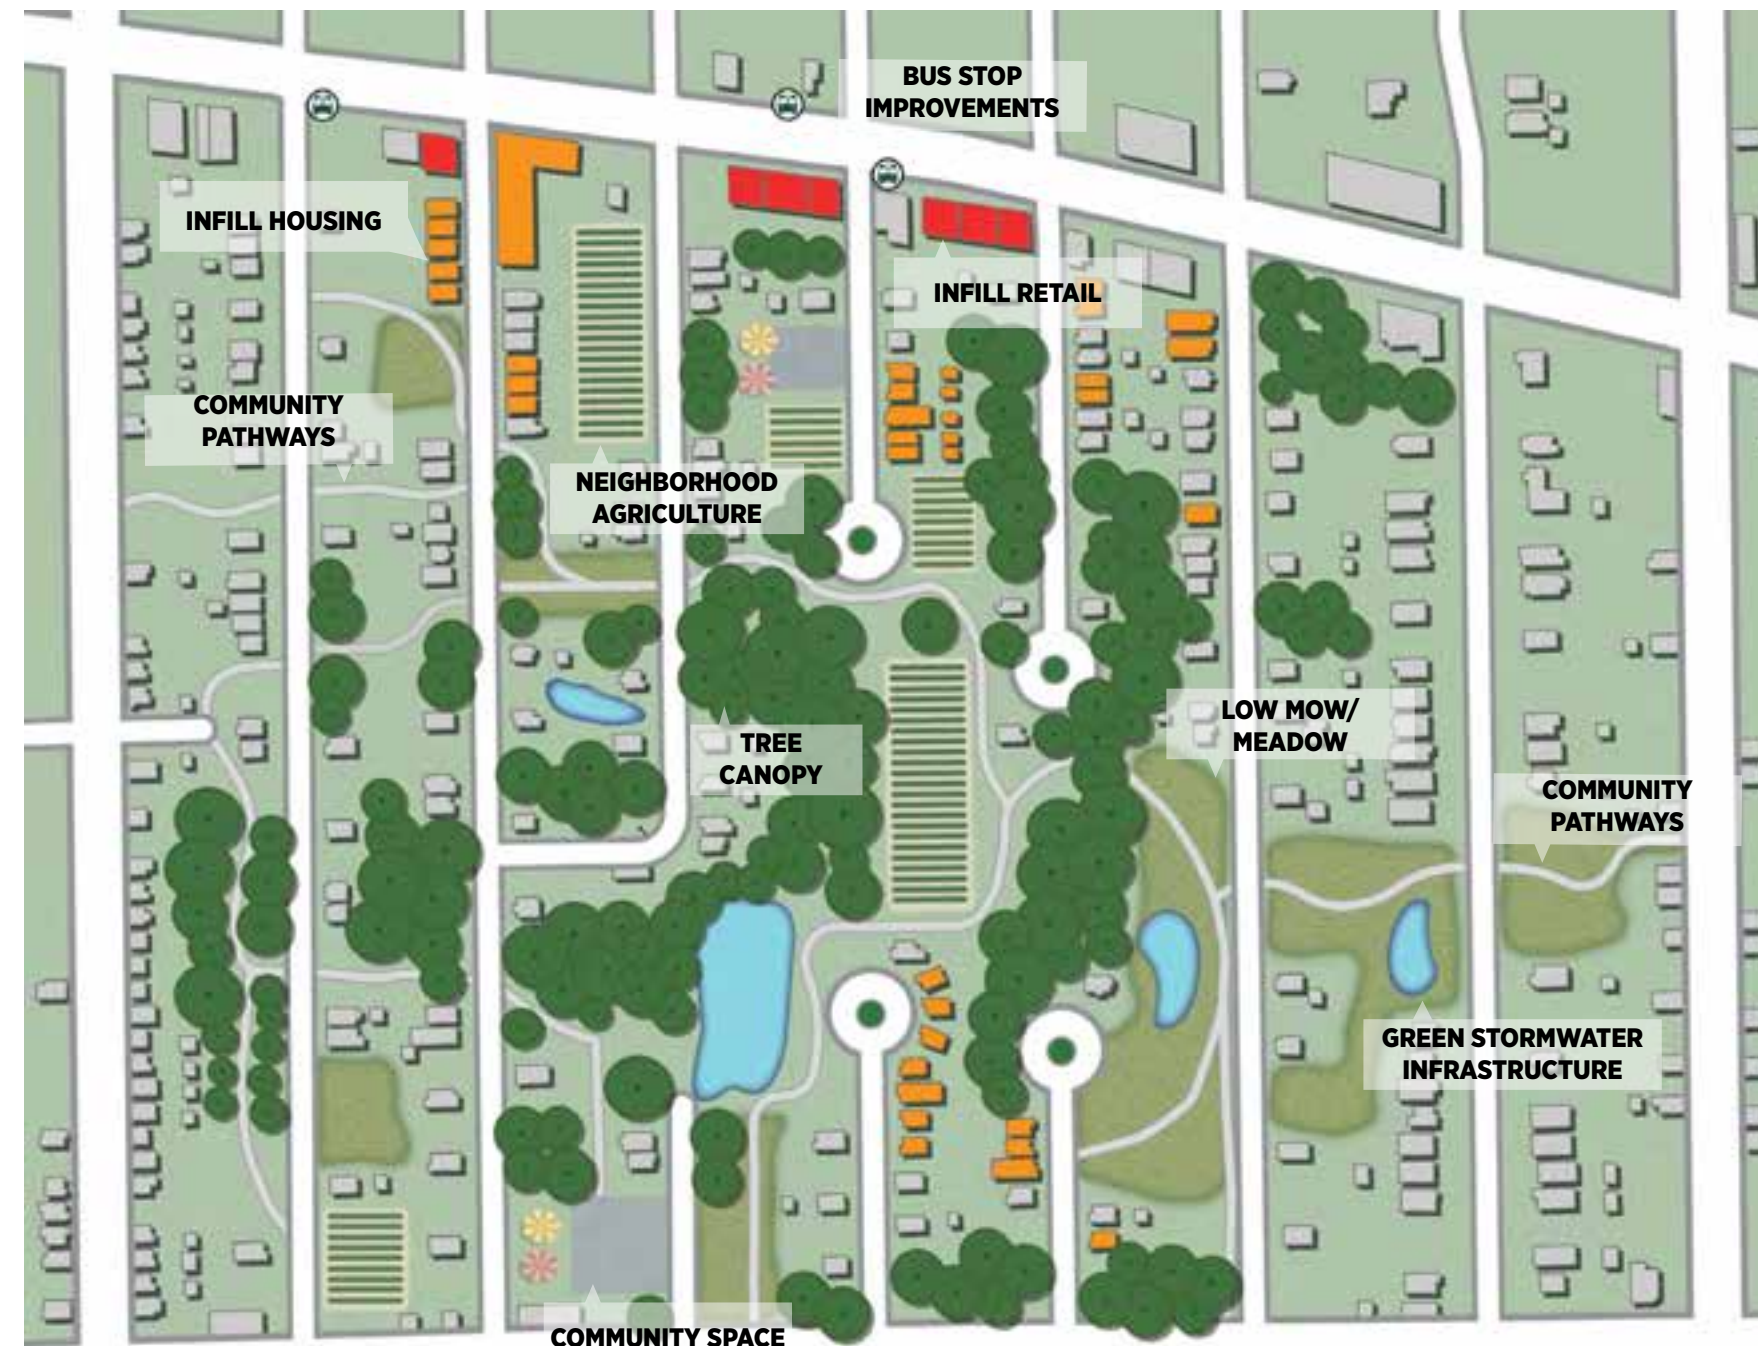 BUS STOP
IMPROVEMENTS
INFILL HOUSING
INFILL RETAIL
COMMUNITY
PATHWAYS
NEIGHBORHOOD
AGRICULTURE
LOW MOW/
MEADOW
TREE
CANOPY
COMMUNITY
PATHWAYS
GREEN STORMWATER
INFRASTRUCTURE
COMMUNITY SPACE